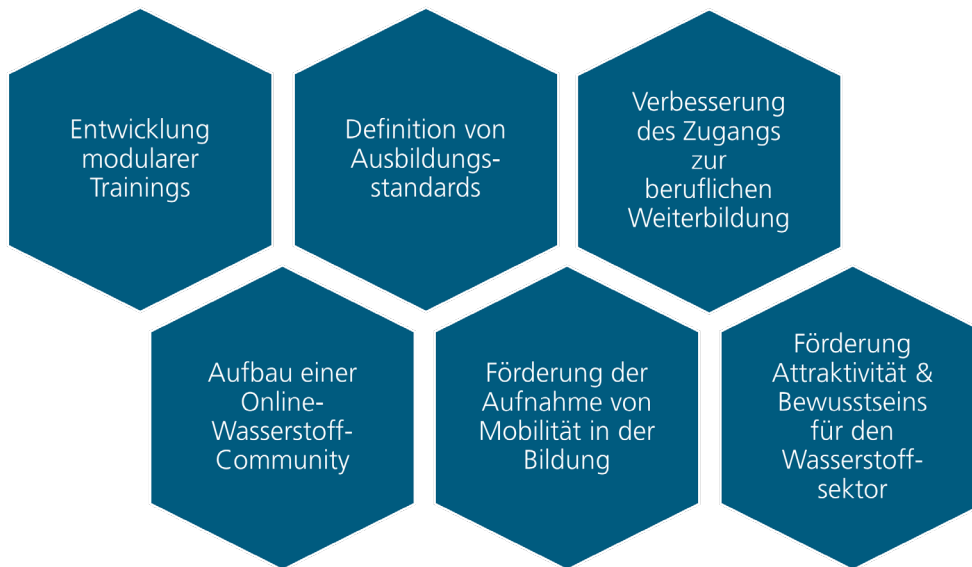 Entwicklung
modularer
Trainings
Definition von
Ausbildungs-
standards
Verbesserung
des Zugangs
zur
beruflichen
Weiterbildung
Aufbau einer
Online-
Wasserstoff-
Community
Förderung der
Aufnahme von
Mobilität in der
Bildung
Förderung
Attraktivität &
Bewusstseins
für den
Wasserstoff-
sektor